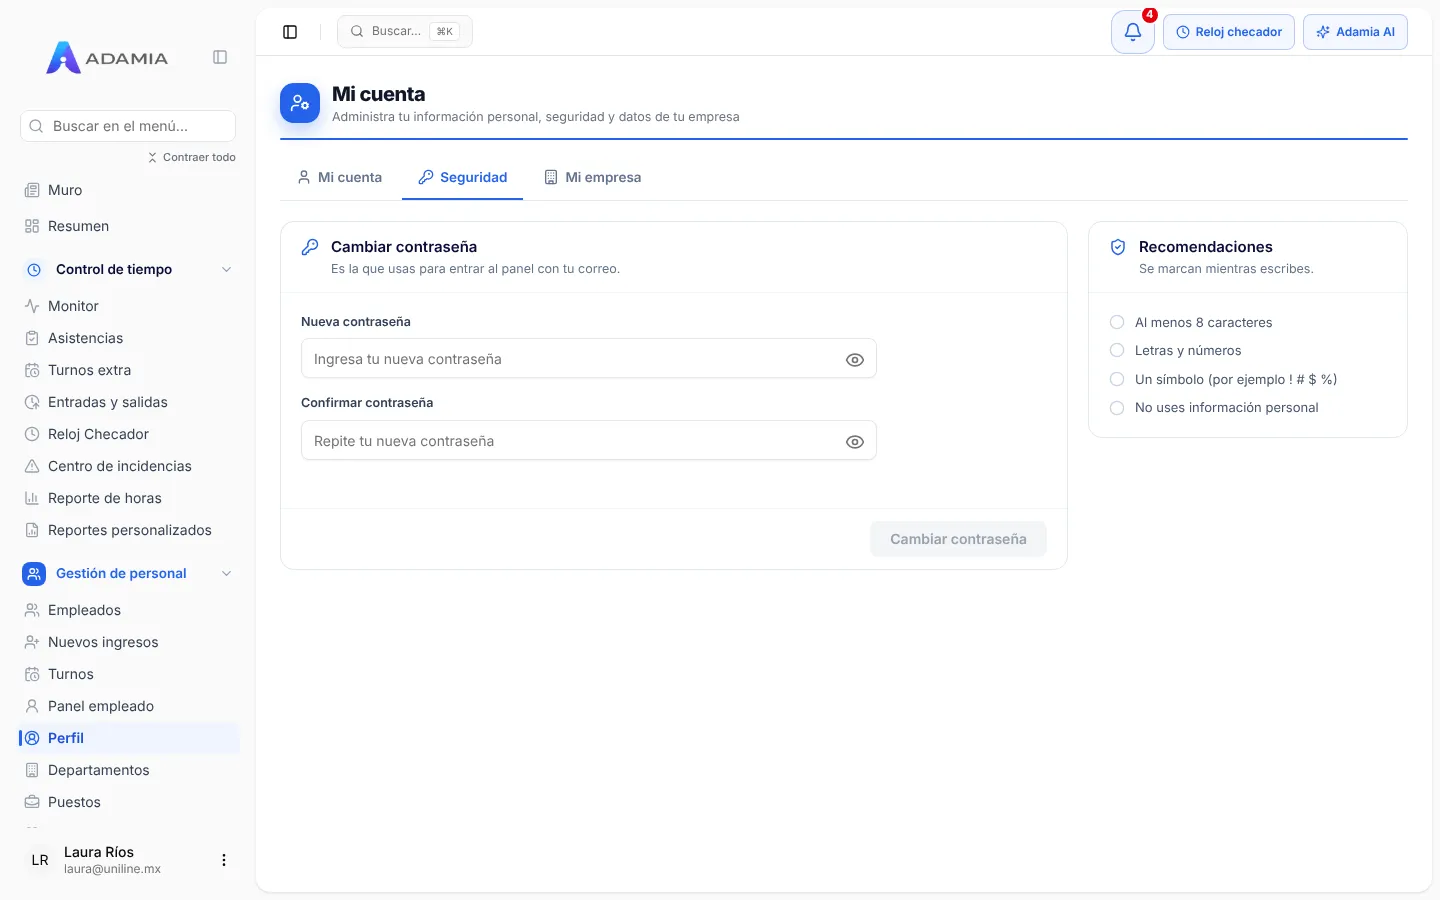 ADAMIA
Buscar en el menú...
Contraer todo
Muro
Resumen
Control de tiempo
Monitor
Asistencias
Turnos extra
Entradas y salidas
Reloj Checador
Centro de incidencias
Reporte de horas
Reportes personalizados
Gestión de personal
Empleados
Nuevos ingresos
Turnos
Panel empleado
Perfil
Departamentos
Puestos
LR
Laura Ríos
laura@uniline.mx
Buscar... ⌘K
4
Reloj checador
Adamia AI
Mi cuenta
Administra tu información personal, seguridad y datos de tu empresa
Mi cuenta
Seguridad
Mi empresa
Cambiar contraseña
Es la que usas para entrar al panel con tu correo.
Nueva contraseña
Ingresa tu nueva contraseña
Confirmar contraseña
Repite tu nueva contraseña
Cambiar contraseña
Recomendaciones
Se marcan mientras escribes.
Al menos 8 caracteres
Letras y números
Un símbolo (por ejemplo ! # $ %)
No uses información personal